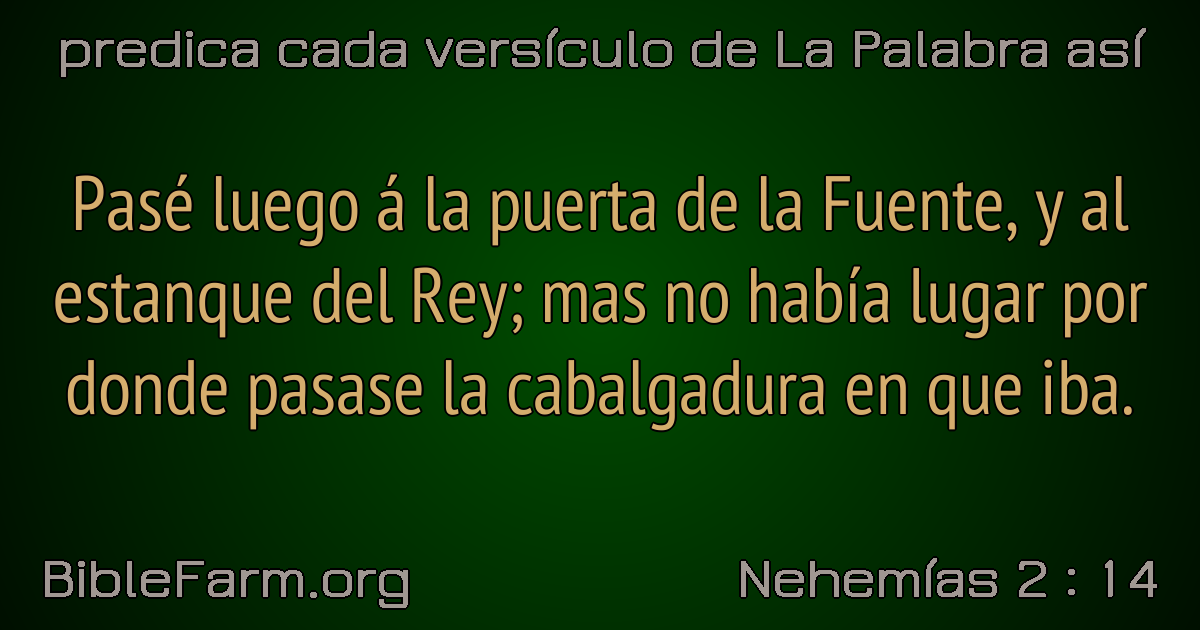 predica cada versículo de La Palabra así
Pasé luego á la puerta de la Fuente, y al
estanque del Rey; mas no había lugar por
donde pasase la cabalgadura en que iba.
BibleFarm.org
Nehemías 2 : 14